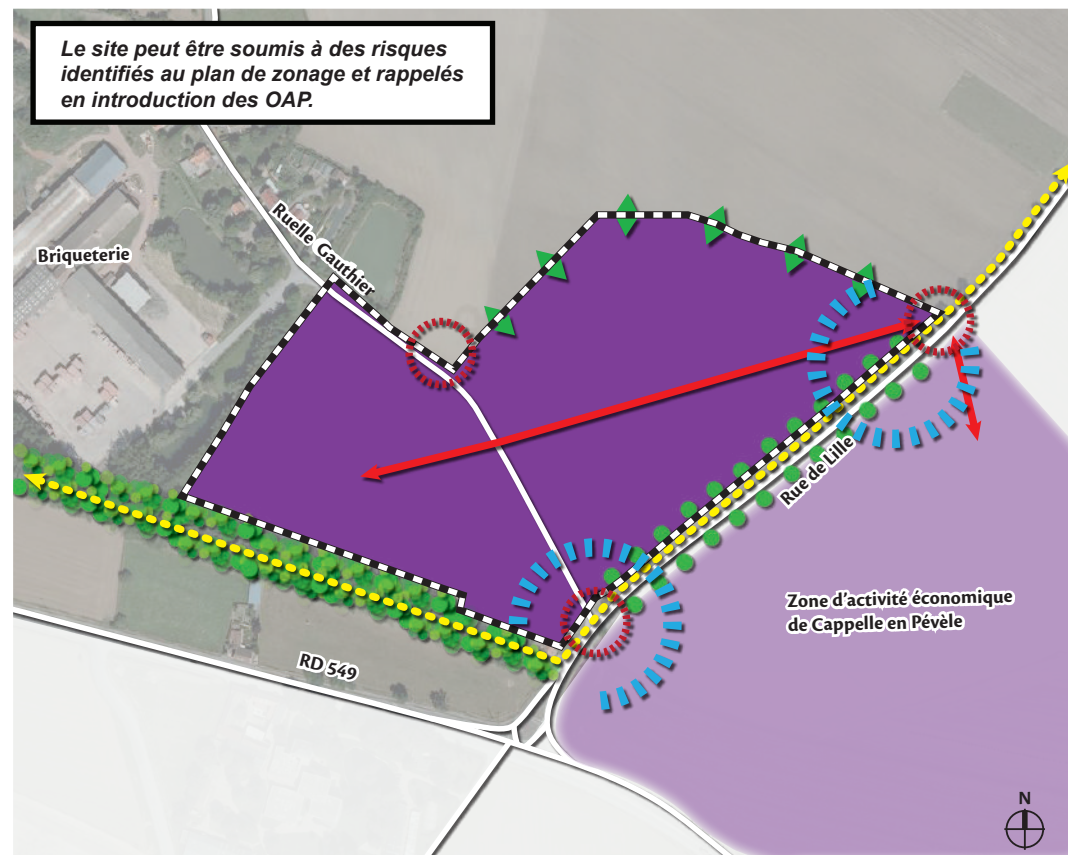 Le site peut être soumis à des risques
identifiés au plan de zonage et rappelés
en introduction des OAP.
Ruelle Gauthier
Briqueterie
Rue de Lille
Zone d'activité économique
de Cappelle en Pévèle
RD 549
N